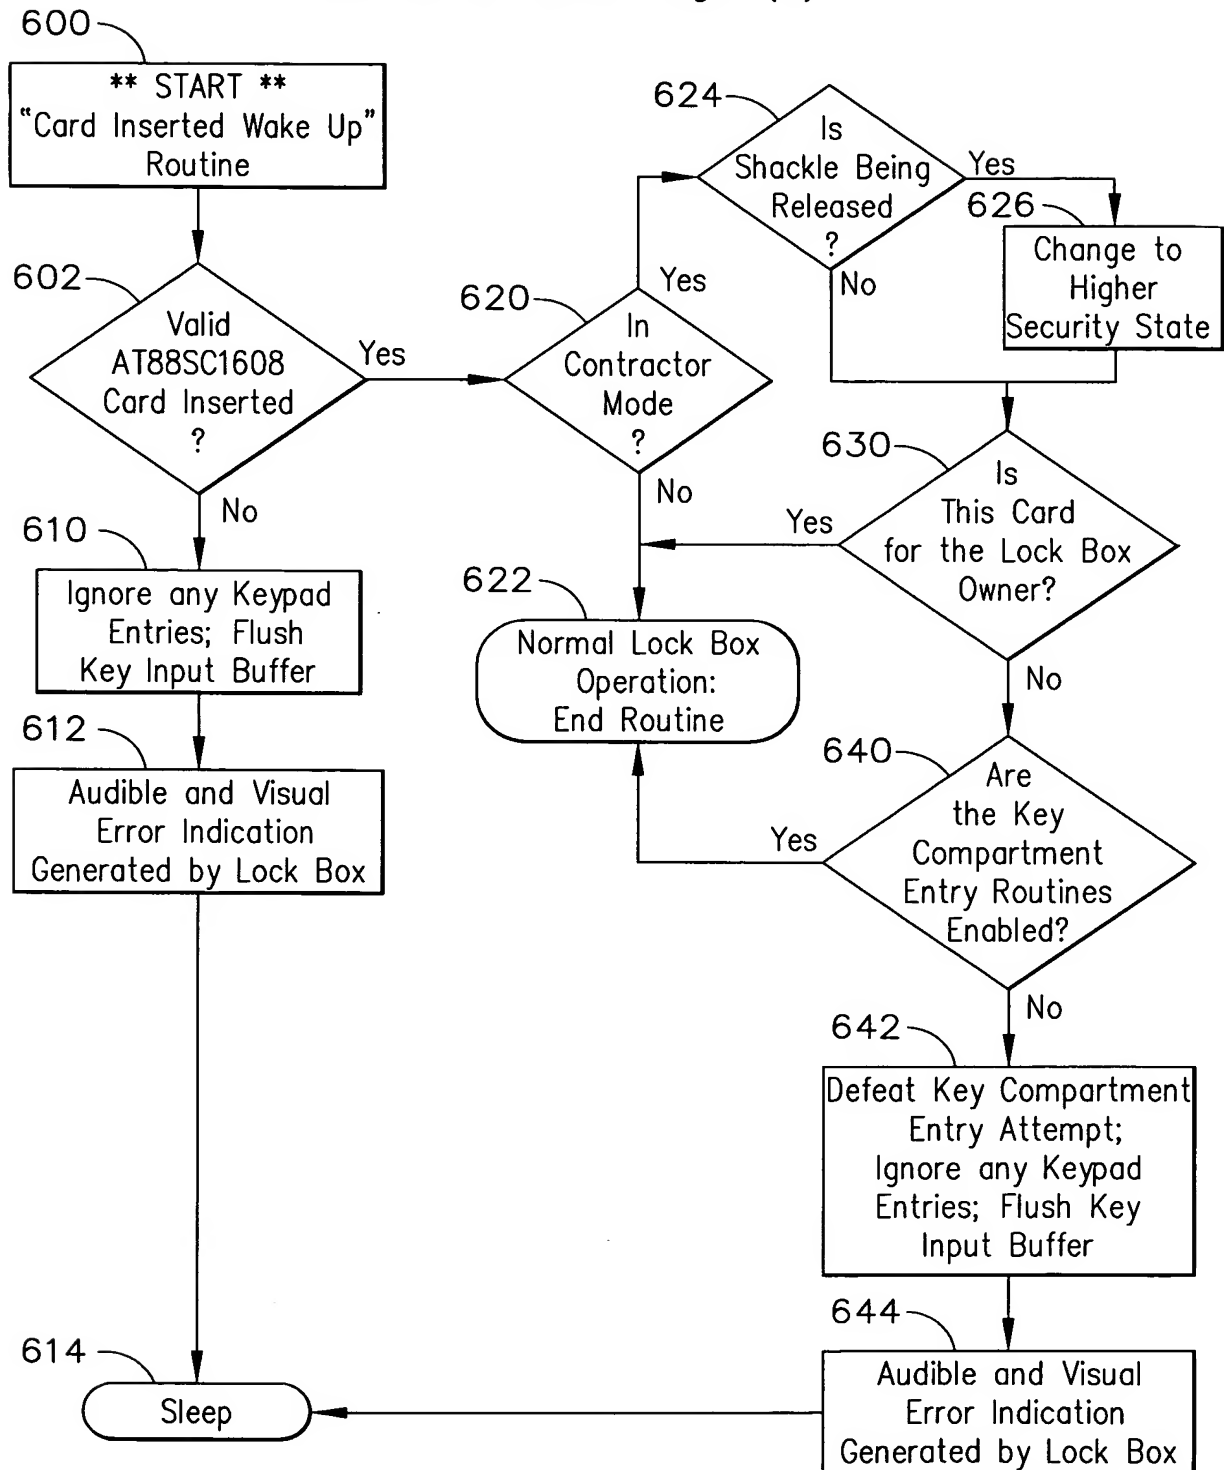 600
** START **
"Card Inserted Wake Up"
Routine
602
Valid
AT88SC1608
Card Inserted
?
Yes
No
610
Ignore any Keypad
Entries; Flush
Key Input Buffer
612
Audible and Visual
Error Indication
Generated by Lock Box
614
Sleep
620
In
Contractor
Mode
?
Yes
No
622
Normal Lock Box
Operation:
End Routine
624
Is
Shackle Being
Released
?
Yes
No
626
Change to
Higher
Security State
630
Is
This Card
for the Lock Box
Owner?
Yes
No
640
Are
the Key
Compartment
Entry Routines
Enabled?
Yes
No
642
Defeat Key Compartment
Entry Attempt;
Ignore any Keypad
Entries; Flush Key
Input Buffer
644
Audible and Visual
Error Indication
Generated by Lock Box